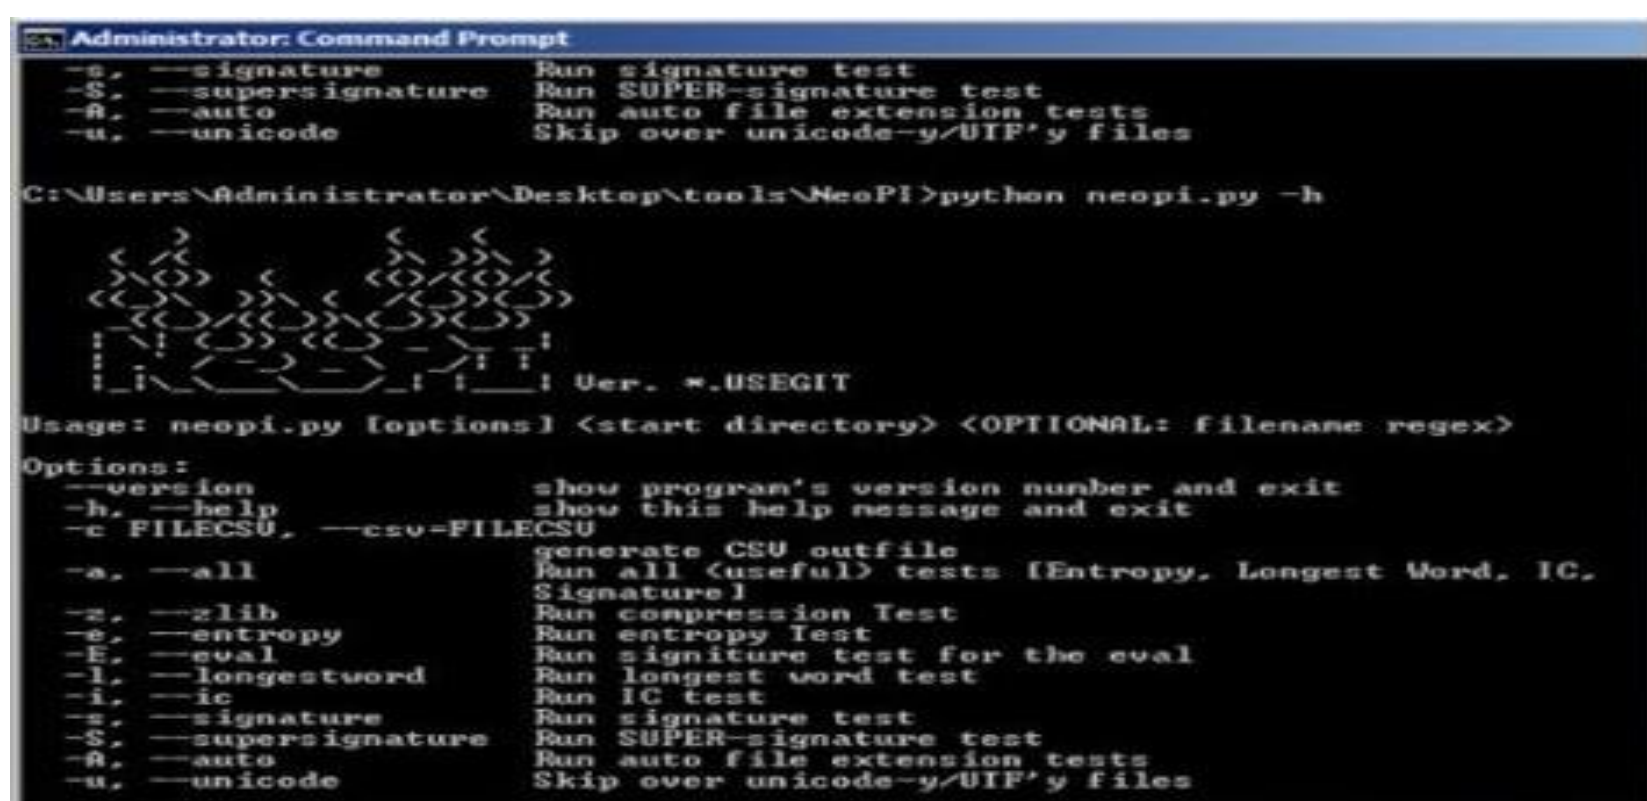 Administrator: Command Prompt
-s, --signature Run signature test
-S, --supersignature Run SUPER-signature test
-A, --auto Run auto file extension tests
-u, --unicode Skip over unicode-y/UTF'y files
C:\Users\Administrator\Desktop\tools\NeoPI>python neopi.py -h
Ver. *.USEGIT
Usage: neopi.py [options] <start directory> <OPTIONAL: filename regex>
Options:
--version show program's version number and exit
-h, --help show this help message and exit
-c FILECSV, --csv=FILECSV
generate CSV outfile
-a, --all Run all (useful) tests [Entropy, Longest Word, IC,
Signature]
-z, --zlib Run compression Test
-e, --entropy Run entropy Test
-E, --eval Run signiture test for the eval
-l, --longestword Run longest word test
-i, --ic Run IC test
-s, --signature Run signature test
-S, --supersignature Run SUPER-signature test
-A, --auto Run auto file extension tests
-u, --unicode Skip over unicode-y/UTF'y files